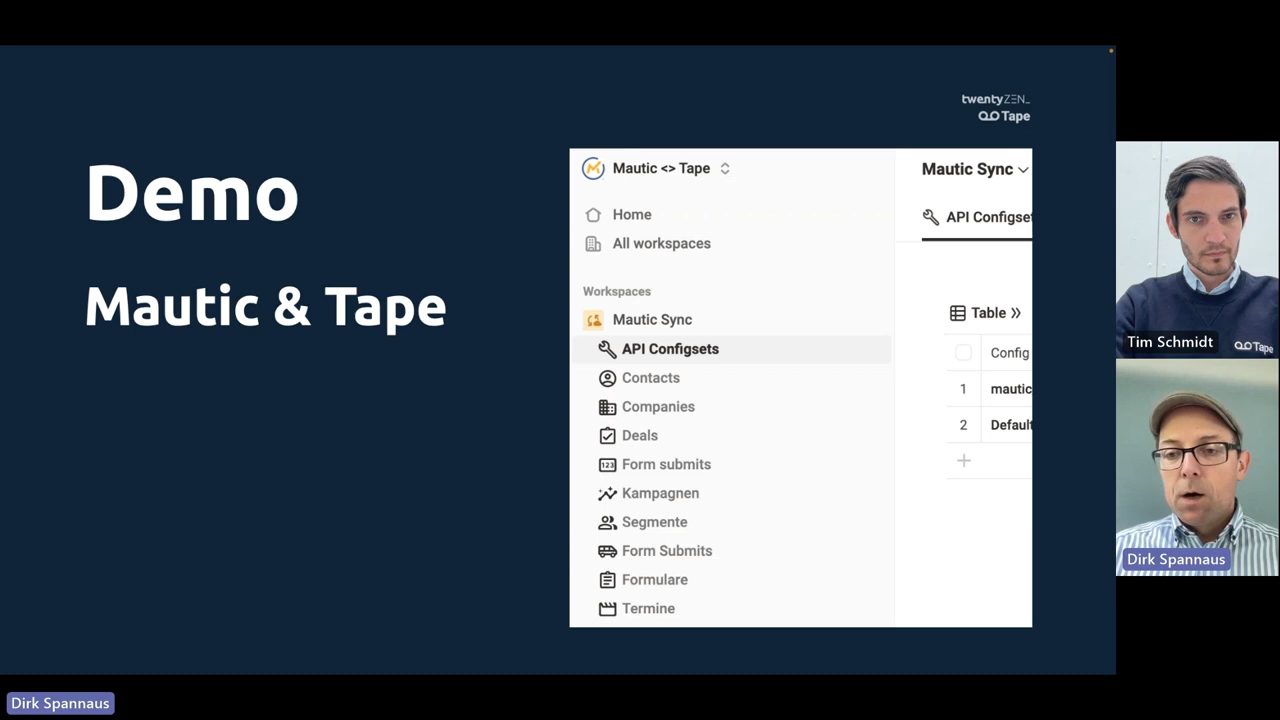 twentyZEN_
Tape
Demo
Mautic & Tape
Mautic <> Tape
Home
All workspaces
Workspaces
Mautic Sync
API Configsets
Contacts
Companies
Deals
Form submits
Kampagnen
Segmente
Form Submits
Formulare
Termine
Mautic Sync
API Configset
Table
Config
1 mautic
2 Default
Tim Schmidt
Tape
Dirk Spannaus
Dirk Spannaus